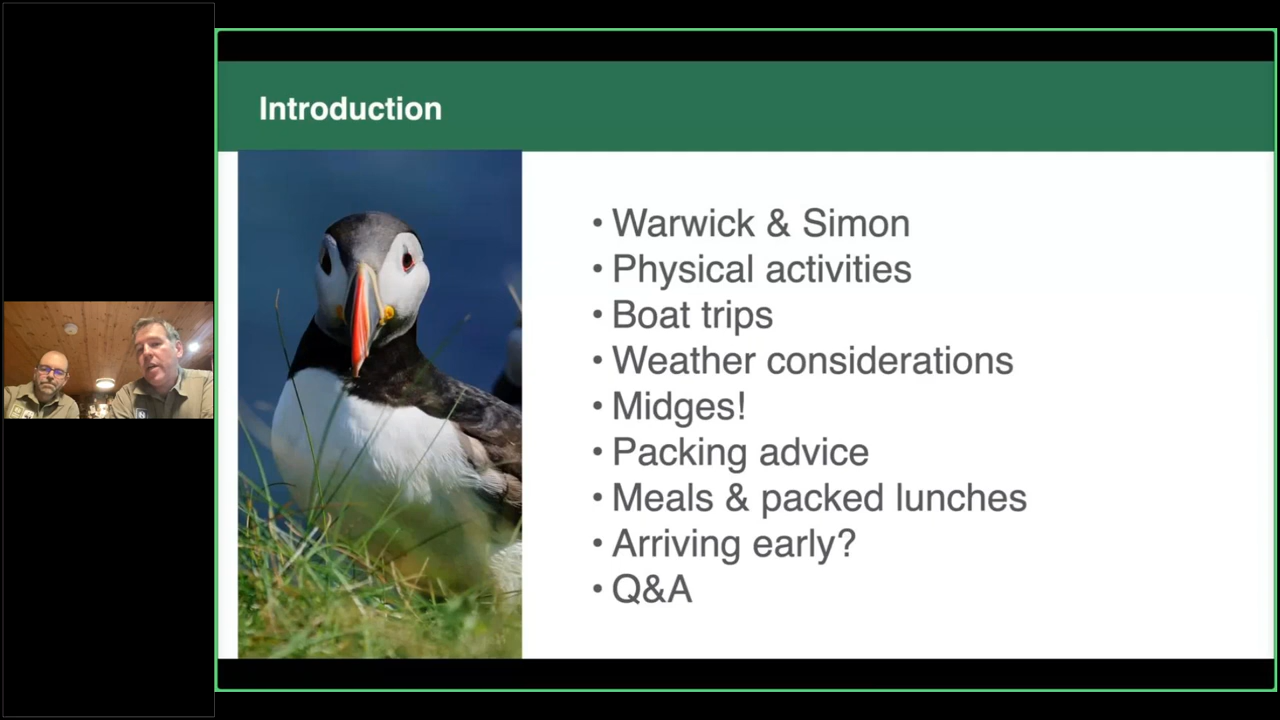 Introduction
• Warwick & Simon
• Physical activities
• Boat trips
• Weather considerations
• Midges!
• Packing advice
• Meals & packed lunches
• Arriving early?
• Q&A